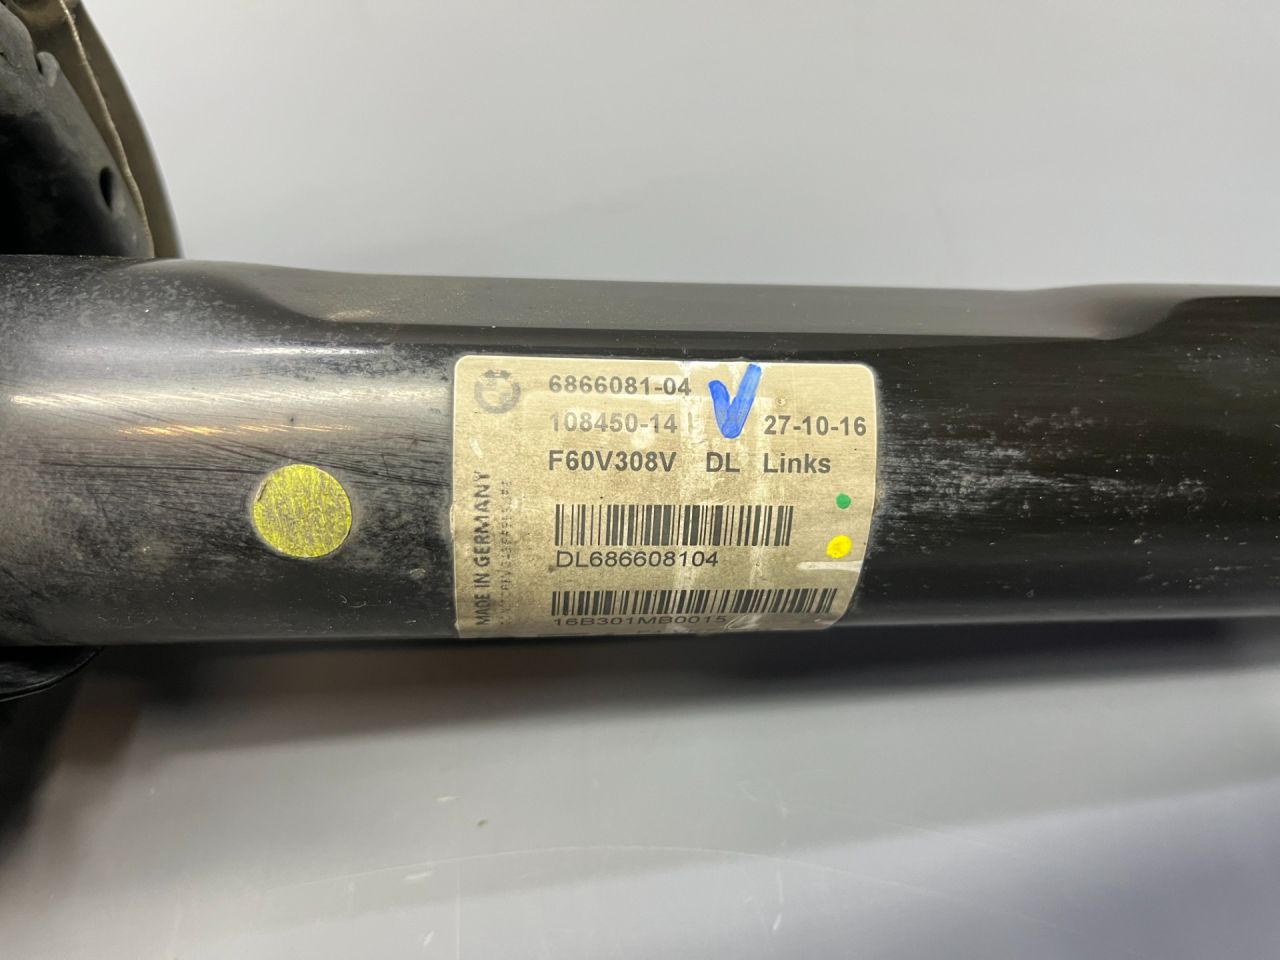 6866081-04
108450-14 27-10-16
F60V308V DL Links
DL686608104
16B301MB0015
MADE IN GERMANY